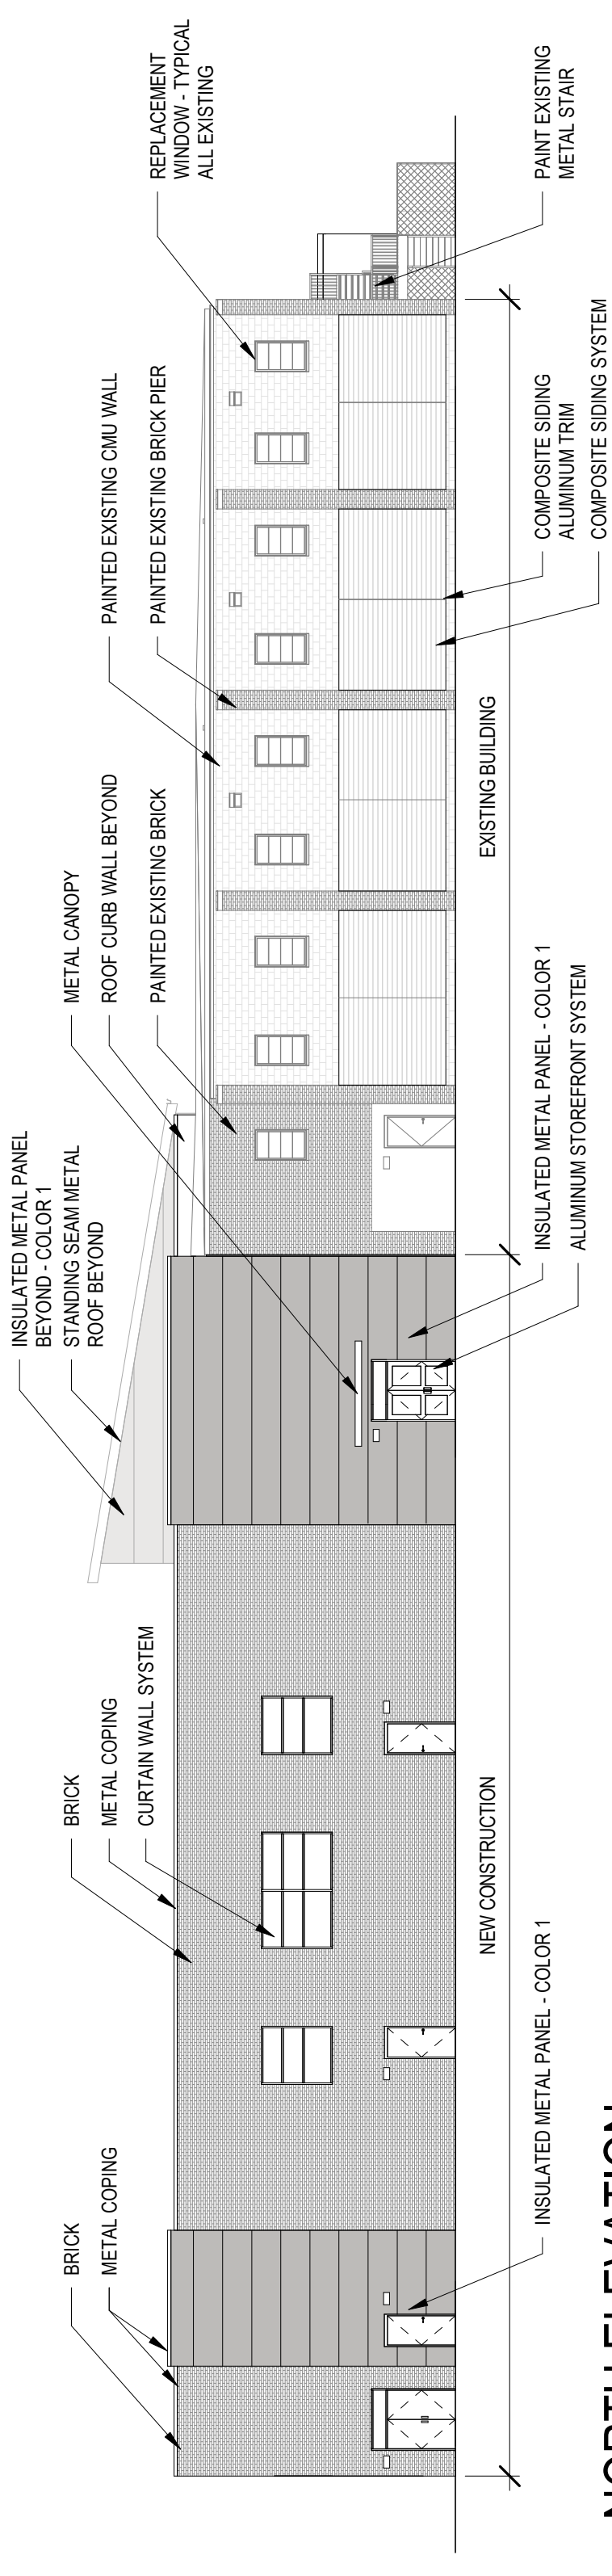 BRICK
METAL COPING
BRICK
METAL COPING
CURTAIN WALL SYSTEM
INSULATED METAL PANEL
BEYOND - COLOR 1
STANDING SEAM METAL
ROOF BEYOND
METAL CANOPY
ROOF CURB WALL BEYOND
PAINTED EXISTING BRICK
PAINTED EXISTING CMU WALL
PAINTED EXISTING BRICK PIER
REPLACEMENT
WINDOW - TYPICAL
ALL EXISTING
NEW CONSTRUCTION
EXISTING BUILDING
INSULATED METAL PANEL - COLOR 1
INSULATED METAL PANEL - COLOR 1
ALUMINUM STOREFRONT SYSTEM
COMPOSITE SIDING
ALUMINUM TRIM
COMPOSITE SIDING SYSTEM
PAINT EXISTING
METAL STAIR
NORTH ELEVATION